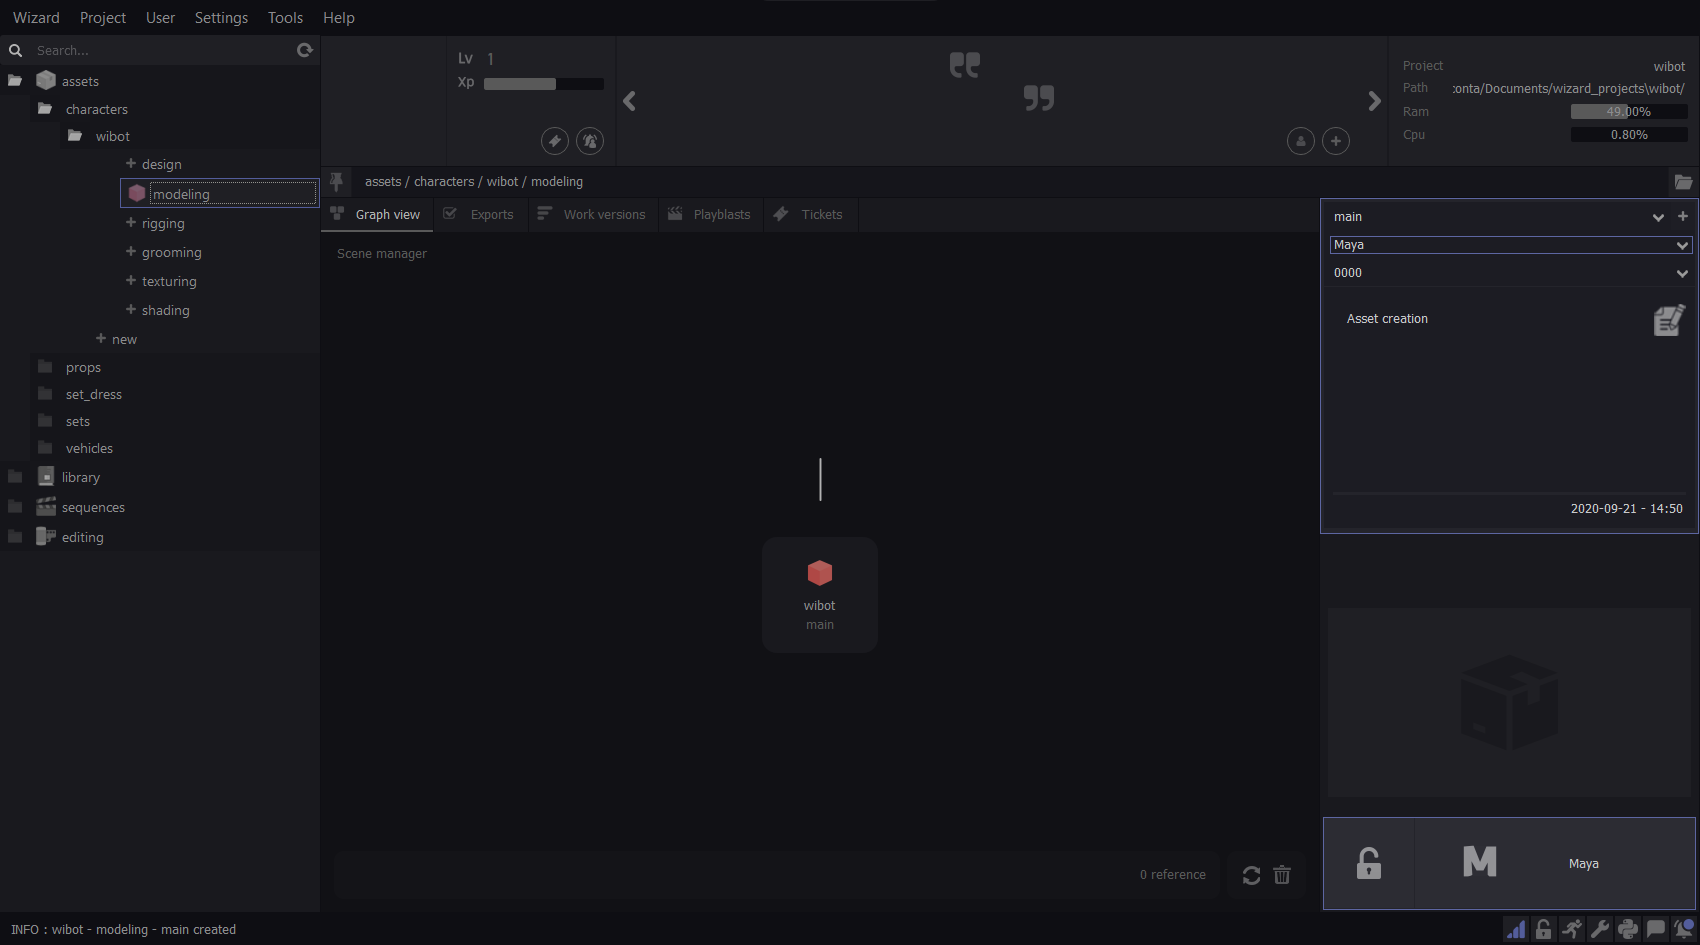 Wizard Project User Settings Tools Help
Search...
assets
characters
wibot
design
modeling
rigging
grooming
texturing
shading
new
props
set_dress
sets
vehicles
library
sequences
editing
Lv 1
Xp
Project wibot
Path :onta/Documents/wizard_projects\wibot/
Ram 49.00%
Cpu 0.80%
assets / characters / wibot / modeling
Graph view Exports Work versions Playblasts Tickets
Scene manager
wibot
main
0 reference
main
Maya
0000
Asset creation
2020-09-21 - 14:50
Maya
INFO : wibot - modeling - main created